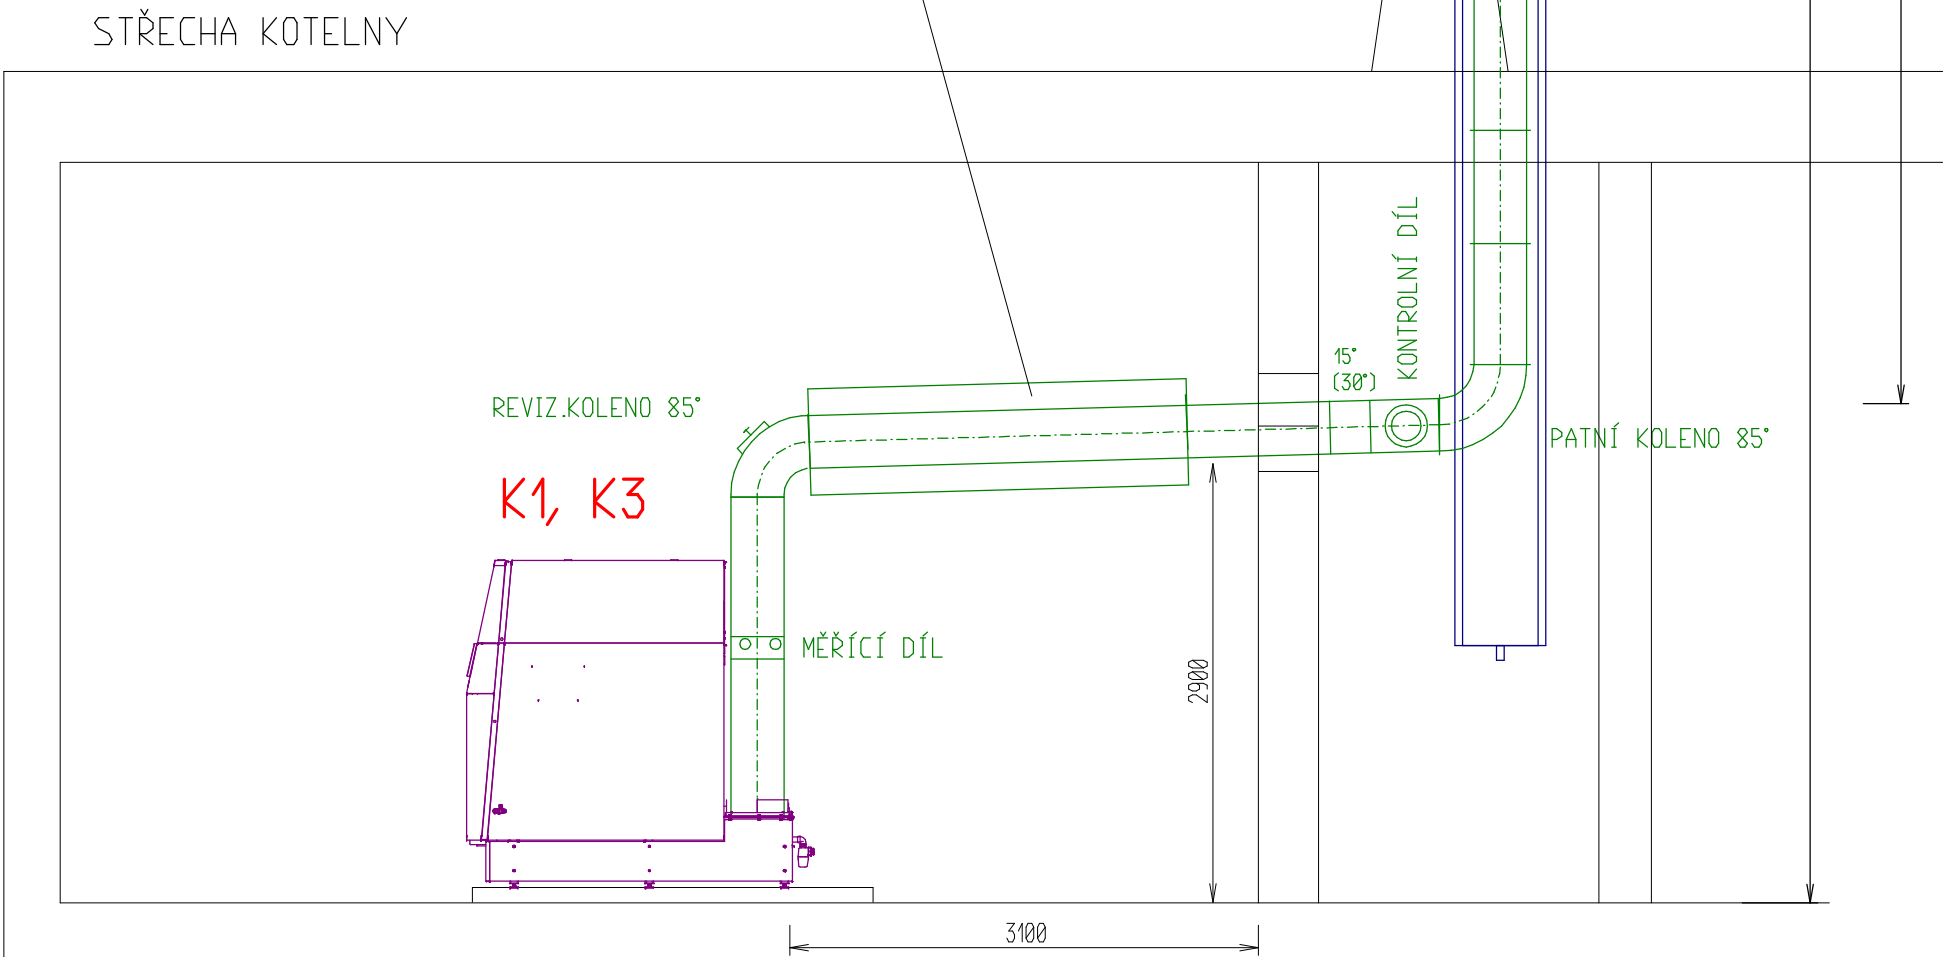 STŘECHA KOTELNY
KONTROLNÍ DÍL
15°
(30°)
REVIZ.KOLENO 85°
PATNÍ KOLENO 85°
K1, K3
MĚŘÍCÍ DÍL
2900
3100